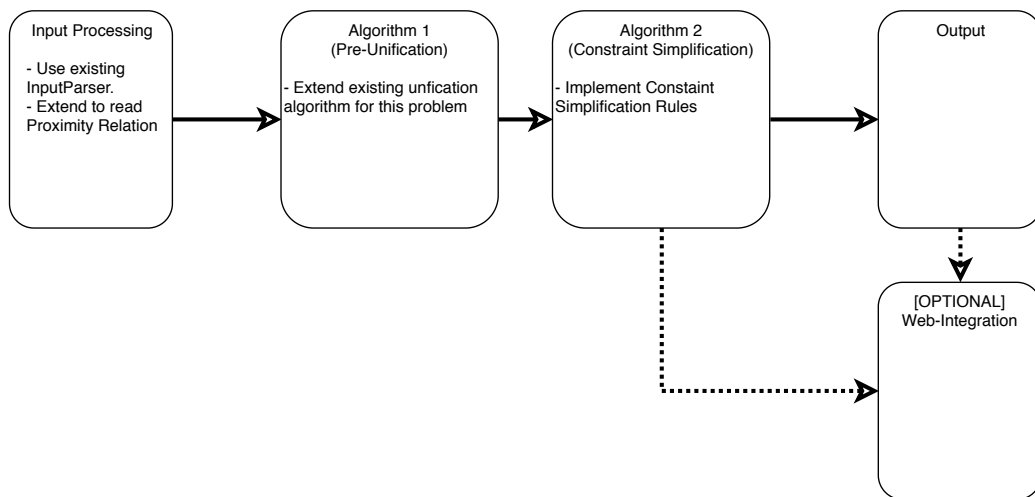 Input Processing
- Use existing
InputParser.
- Extend to read
Proximity Relation
Algorithm 1
(Pre-Unification)
- Extend existing unfication
algorithm for this problem
Algorithm 2
(Constraint Simplification)
- Implement Constaint
Simplification Rules
Output
[OPTIONAL]
Web-Integration